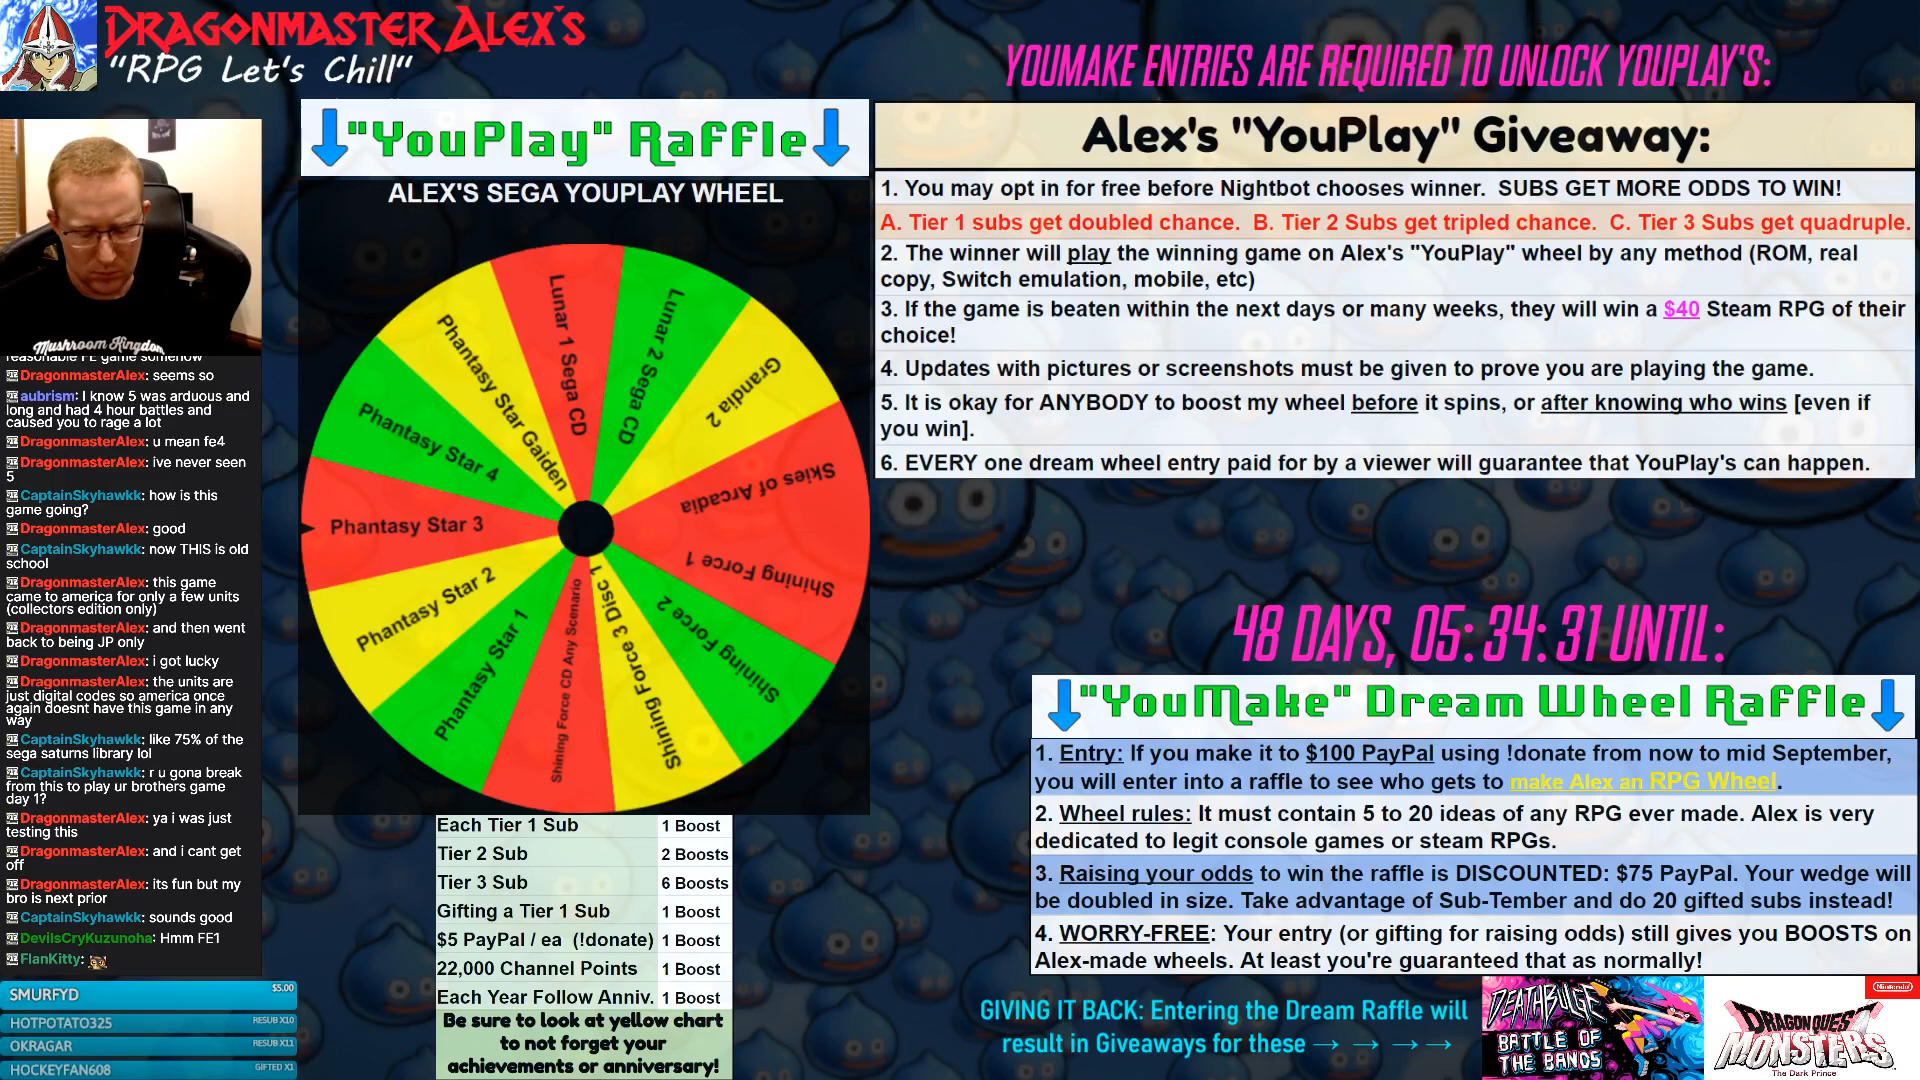 DRAGONMASTER ALEX'S
"RPG Let's Chill"
YOUMAKE ENTRIES ARE REQUIRED TO UNLOCK YOUPLAY'S:
"YouPlay" Raffle
ALEX'S SEGA YOUPLAY WHEEL
Lunar 1 Sega CD
Lunar 2 Sega CD
Grandia 2
Skies of Arcadia
Shining Force 1
Shining Force 2
Shining Force 3 Disc 1
Shining Force CD Any Scenario
Phantasy Star 1
Phantasy Star 2
Phantasy Star 3
Phantasy Star 4
Phantasy Star Gaiden
Alex's "YouPlay" Giveaway:
1. You may opt in for free before Nightbot chooses winner. SUBS GET MORE ODDS TO WIN!
A. Tier 1 subs get doubled chance. B. Tier 2 Subs get tripled chance. C. Tier 3 Subs get quadruple.
2. The winner will play the winning game on Alex's "YouPlay" wheel by any method (ROM, real
copy, Switch emulation, mobile, etc)
3. If the game is beaten within the next days or many weeks, they will win a $40 Steam RPG of their
choice!
4. Updates with pictures or screenshots must be given to prove you are playing the game.
5. It is okay for ANYBODY to boost my wheel before it spins, or after knowing who wins [even if
you win].
6. EVERY one dream wheel entry paid for by a viewer will guarantee that YouPlay's can happen.
Mushroom Kingdom
reasonable FE game somehow
DragonmasterAlex: seems so
aubrism: I know 5 was arduous and
long and had 4 hour battles and
caused you to rage a lot
DragonmasterAlex: u mean fe4
DragonmasterAlex: ive never seen
5
CaptainSkyhawkk: how is this
game going?
DragonmasterAlex: good
CaptainSkyhawkk: now THIS is old
school
DragonmasterAlex: this game
came to america for only a few units
(collectors edition only)
DragonmasterAlex: and then went
back to being JP only
DragonmasterAlex: i got lucky
DragonmasterAlex: the units are
just digital codes so america once
again doesnt have this game in any
way
CaptainSkyhawkk: like 75% of the
sega saturns library lol
CaptainSkyhawkk: r u gona break
from this to play ur brothers game
day 1?
DragonmasterAlex: ya i was just
testing this
DragonmasterAlex: and i cant get
off
DragonmasterAlex: its fun but my
bro is next prior
CaptainSkyhawkk: sounds good
DevilsCryKuzunoha: Hmm FE1
FlanKitty:
SMURFYD $5.00
HOTPOTATO325 RESUB X10
OKRAGAR RESUB X11
HOCKEYFAN608 GIFTED X1
Each Tier 1 Sub 1 Boost
Tier 2 Sub 2 Boosts
Tier 3 Sub 6 Boosts
Gifting a Tier 1 Sub 1 Boost
$5 PayPal / ea (!donate) 1 Boost
22,000 Channel Points 1 Boost
Each Year Follow Anniv. 1 Boost
Be sure to look at yellow chart
to not forget your
achievements or anniversary!
48 DAYS, 05: 34: 31 UNTIL:
"YouMake" Dream Wheel Raffle
1. Entry: If you make it to $100 PayPal using !donate from now to mid September,
you will enter into a raffle to see who gets to make Alex an RPG Wheel.
2. Wheel rules: It must contain 5 to 20 ideas of any RPG ever made. Alex is very
dedicated to legit console games or steam RPGs.
3. Raising your odds to win the raffle is DISCOUNTED: $75 PayPal. Your wedge will
be doubled in size. Take advantage of Sub-Tember and do 20 gifted subs instead!
4. WORRY-FREE: Your entry (or gifting for raising odds) still gives you BOOSTS on
Alex-made wheels. At least you're guaranteed that as normally!
GIVING IT BACK: Entering the Dream Raffle will
result in Giveaways for these → → → →
DEATHBULGE
BATTLE OF
THE BANDS
Nintendo
DRAGON QUEST
MONSTERS
The Dark Prince